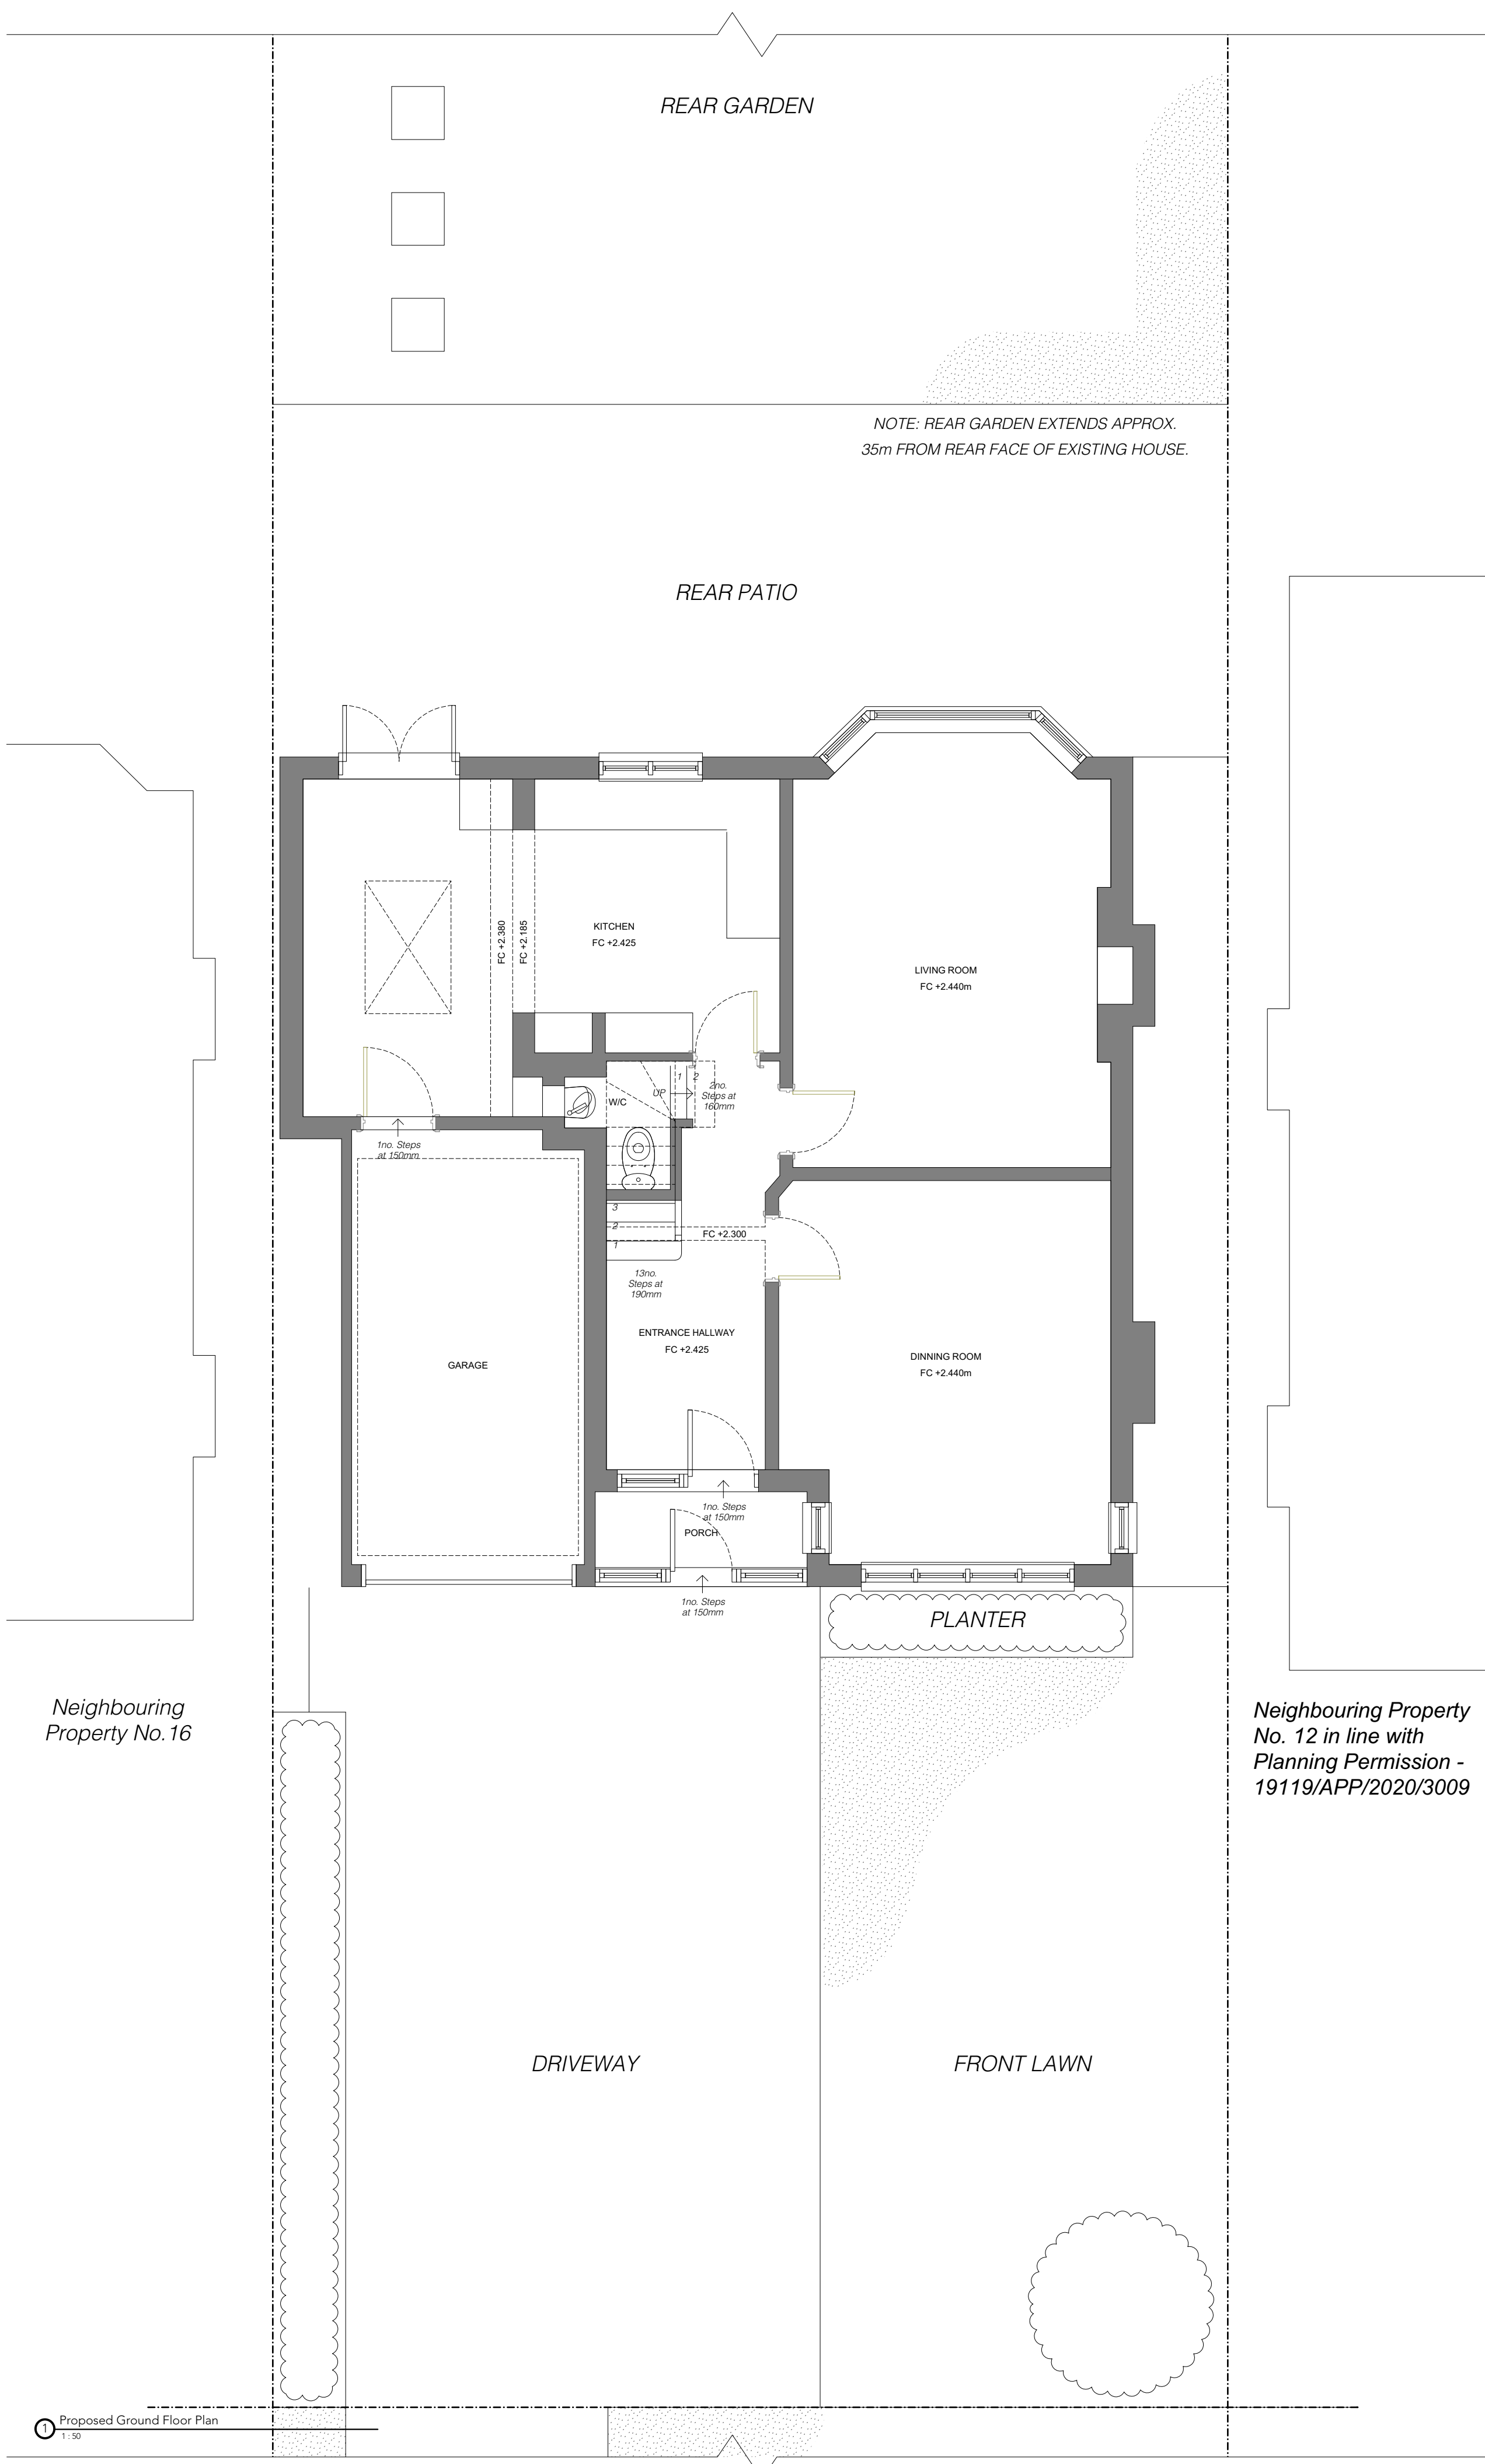 REAR GARDEN
NOTE: REAR GARDEN EXTENDS APPROX.
35m FROM REAR FACE OF EXISTING HOUSE.
REAR PATIO
FC +2.380
FC +2.185
KITCHEN
FC +2.425
LIVING ROOM
FC +2.440m
UP
1
2
2no.
Steps at
160mm
W/C
1no. Steps
at 150mm
3
2
1
FC +2.300
13no.
Steps at
190mm
ENTRANCE HALLWAY
FC +2.425
GARAGE
DINNING ROOM
FC +2.440m
1no. Steps
at 150mm
PORCH
1no. Steps
at 150mm
PLANTER
Neighbouring
Property No.16
Neighbouring Property
No. 12 in line with
Planning Permission -
19119/APP/2020/3009
DRIVEWAY
FRONT LAWN
1
Proposed Ground Floor Plan
1 : 50